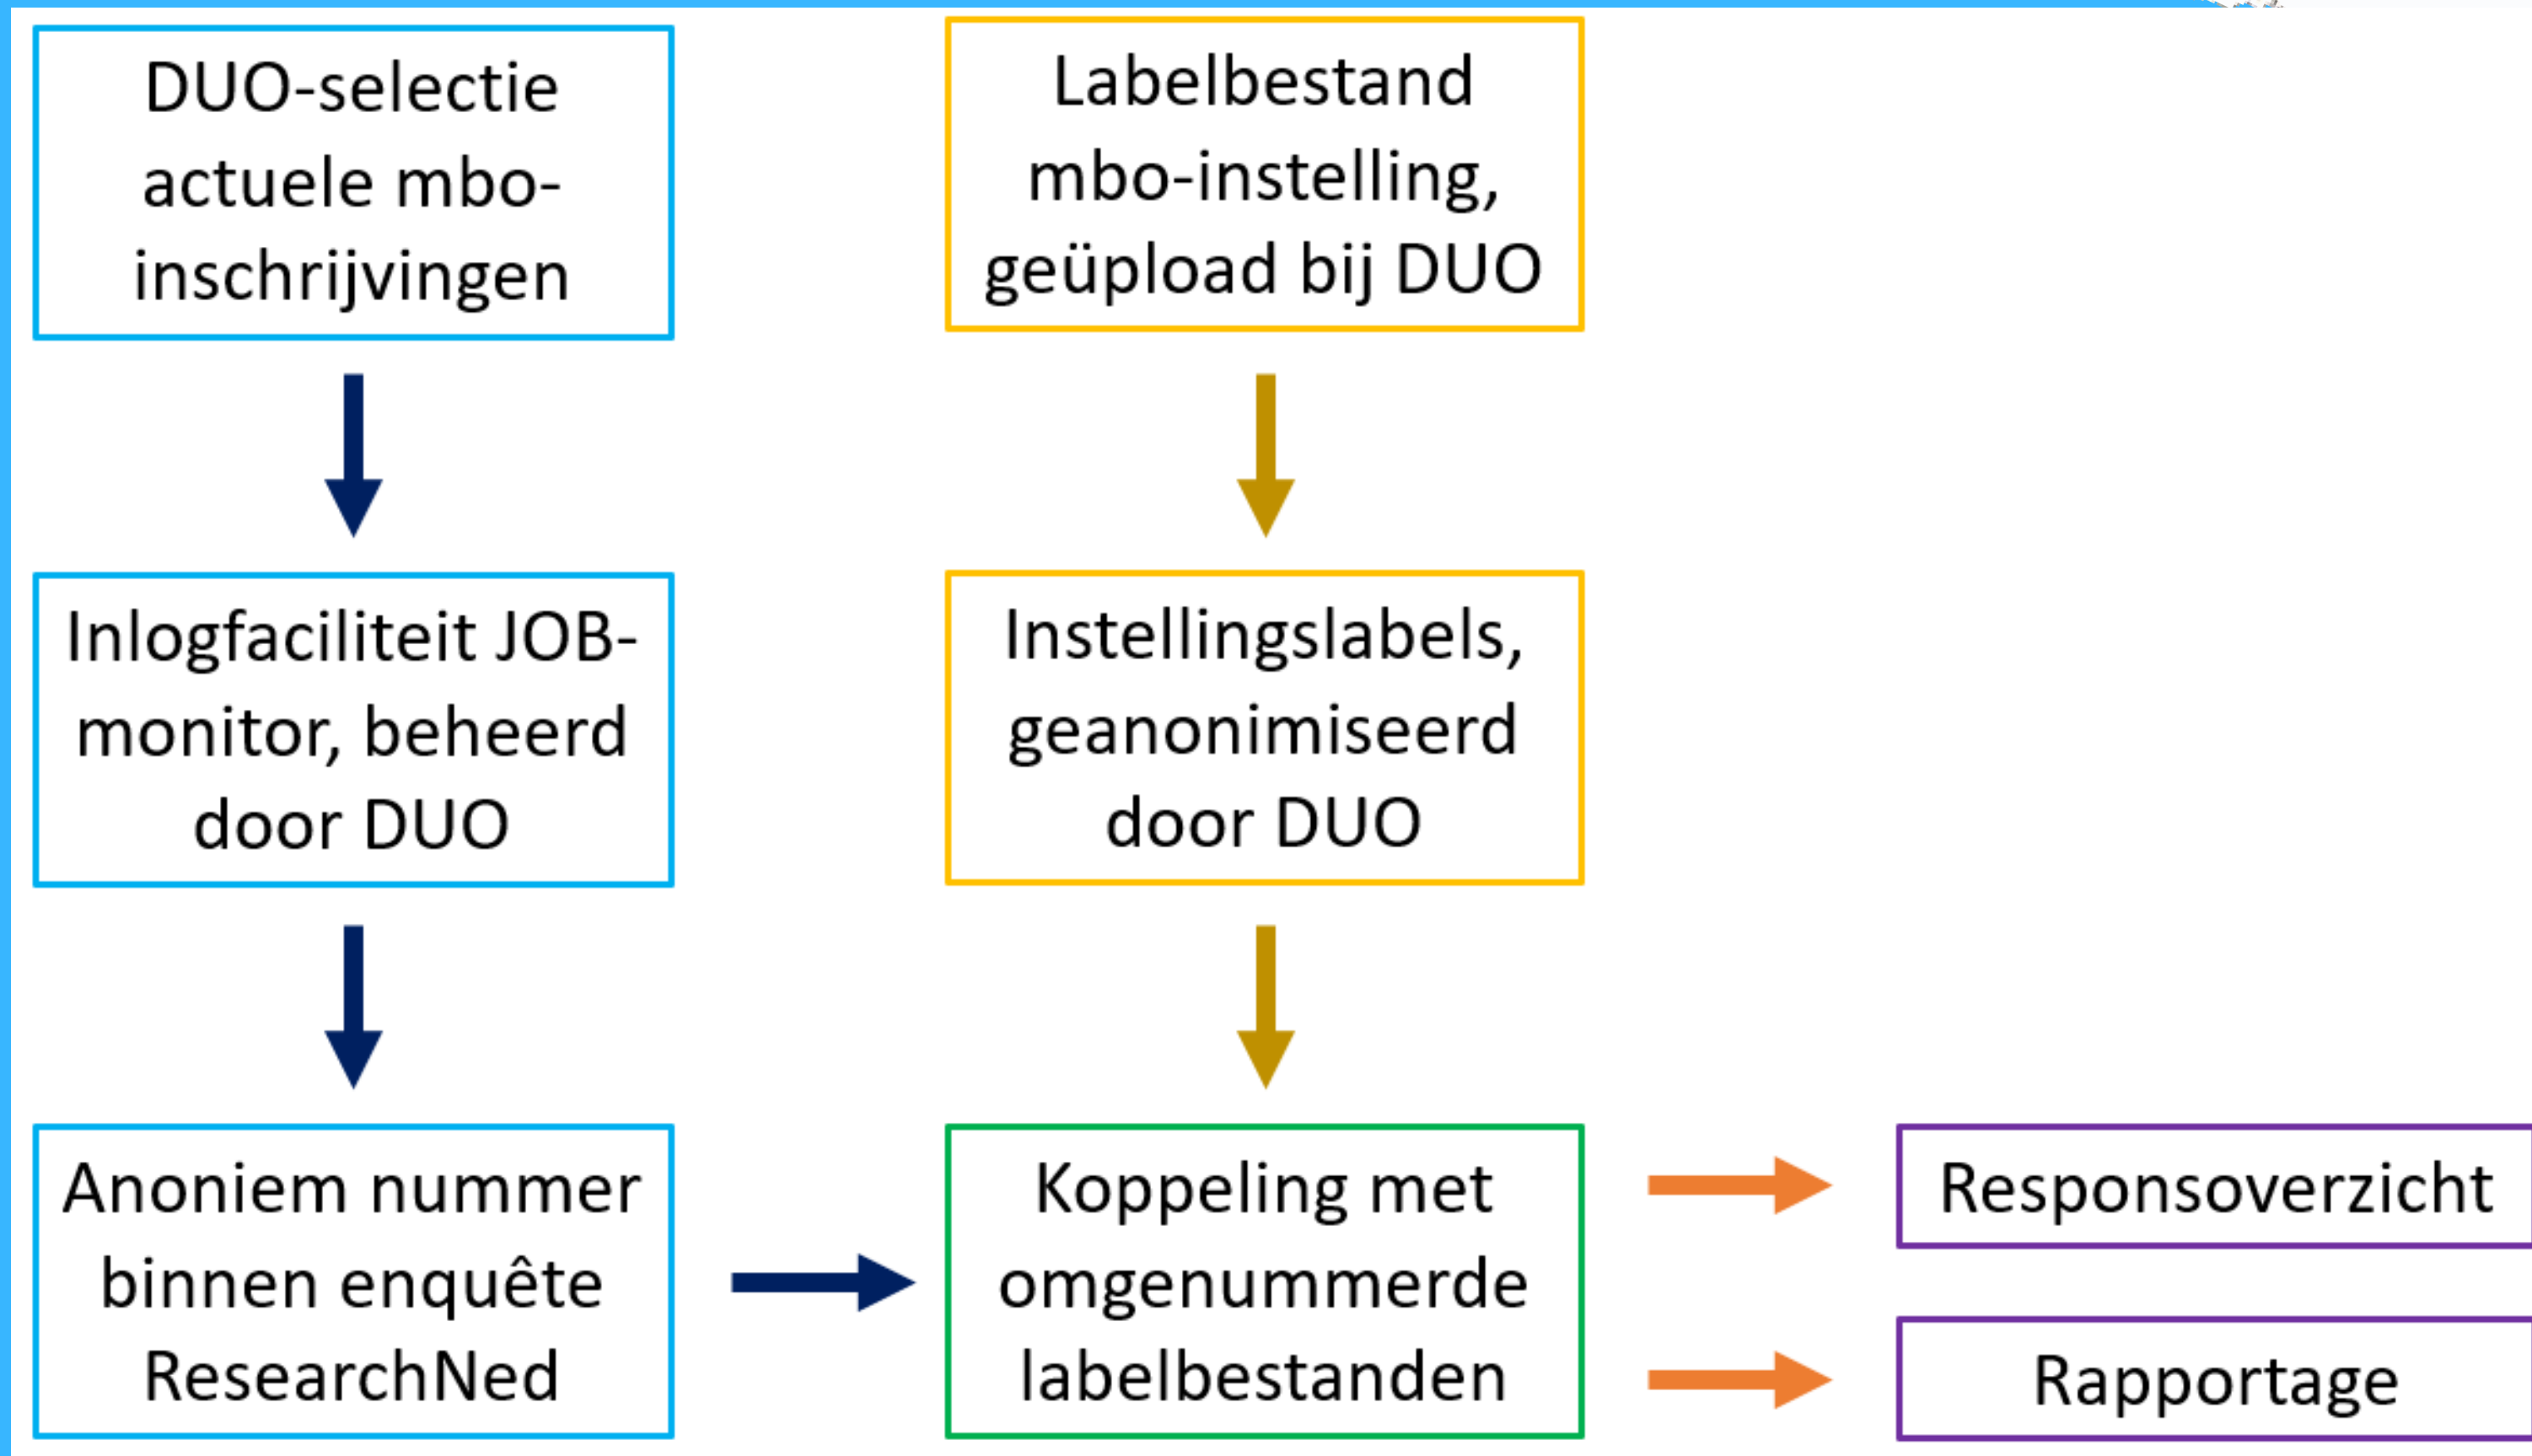 DUO-selectie
actuele mbo-
inschrijvingen
Labelbestand
mbo-instelling,
geüpload bij DUO
Inlogfaciliteit JOB-
monitor, beheerd
door DUO
Instellingslabels,
geanonimiseerd
door DUO
Anoniem nummer
binnen enquête
ResearchNed
Koppeling met
omgenummerde
labelbestanden
Responsoverzicht
Rapportage